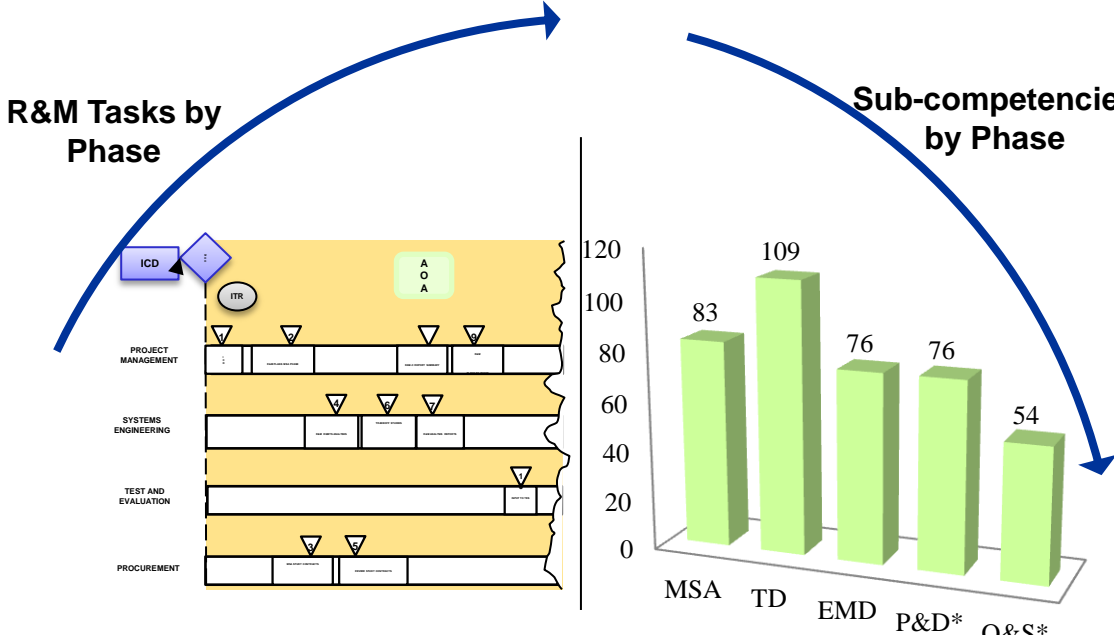 R&M Tasks by
Phase
Sub-competencie
by Phase
ICD
ITR
A
O
A
1
2
9
PROJECT
MANAGEMENT
4
6
7
SYSTEMS
ENGINEERING
1
TEST AND
EVALUATION
3
5
PROCUREMENT
120
100
80
60
40
20
0
83
109
76
76
54
MSA
TD
EMD
P&D*
O&S*